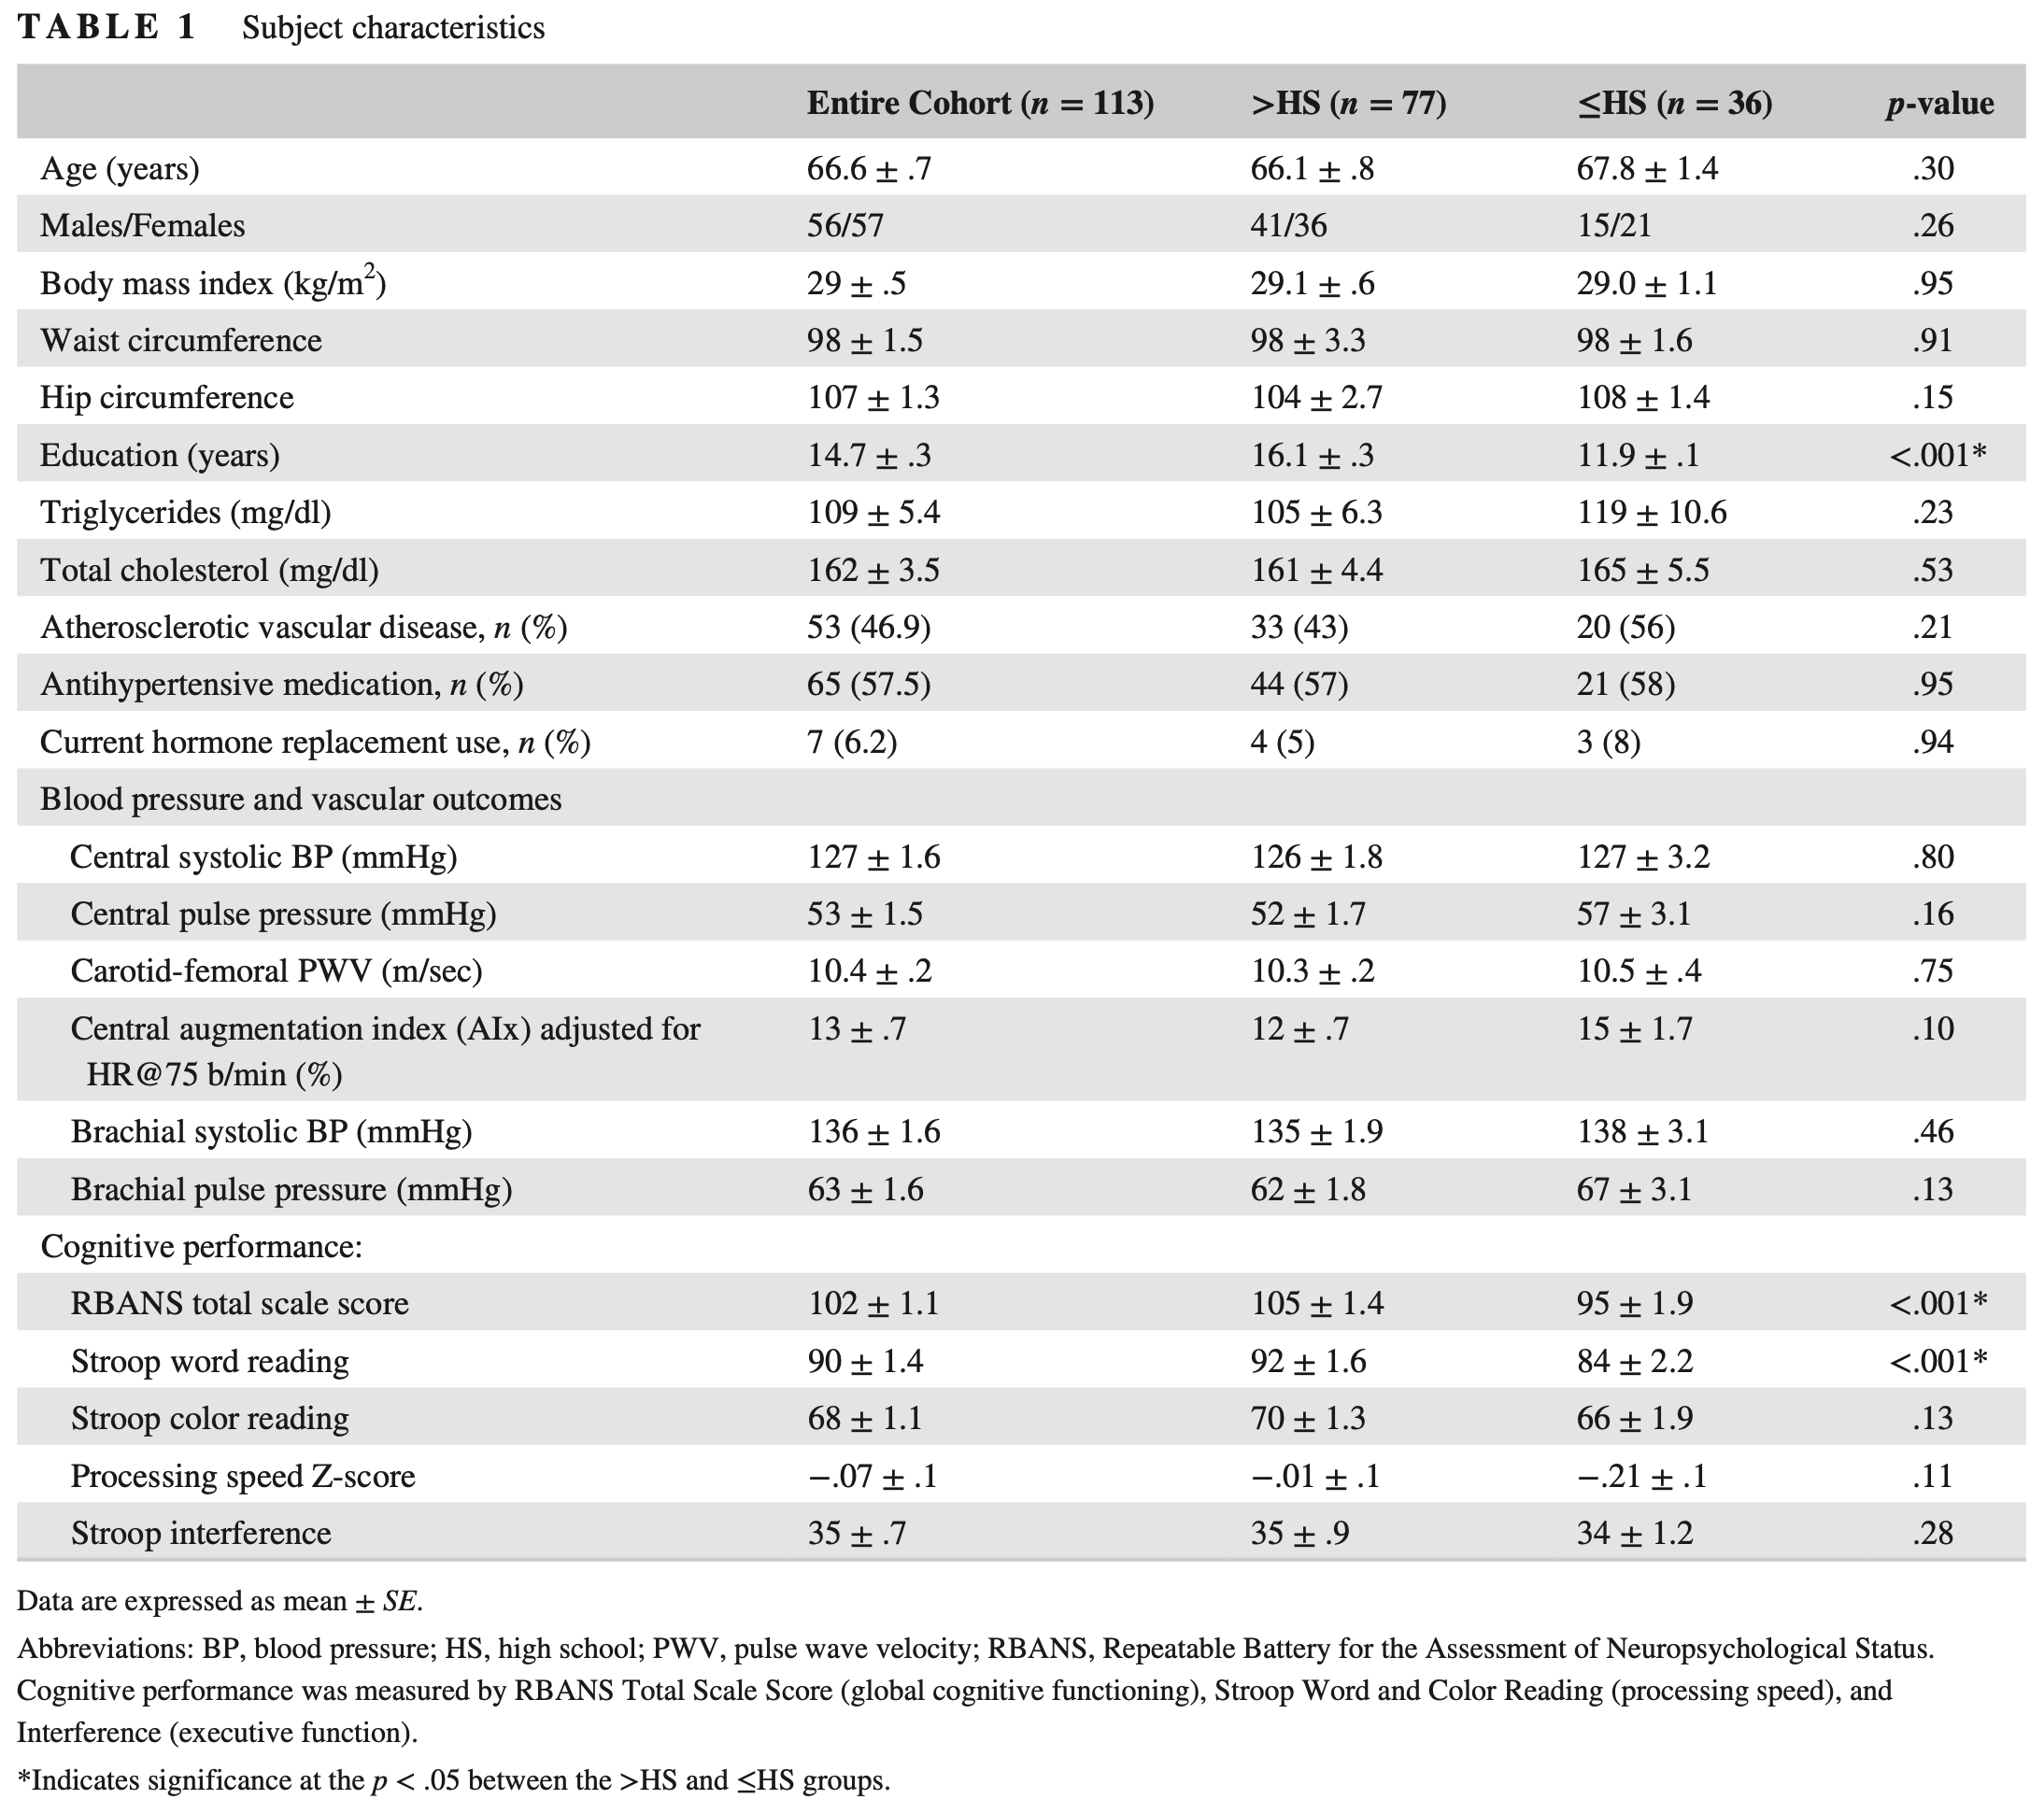 TABLE 1 Subject characteristics
Entire Cohort (n = 113) >HS (n = 77) ≤HS (n = 36) p-value
Age (years) 66.6 ± .7 66.1 ± .8 67.8 ± 1.4 .30
Males/Females 56/57 41/36 15/21 .26
Body mass index (kg/m²) 29 ± .5 29.1 ± .6 29.0 ± 1.1 .95
Waist circumference 98 ± 1.5 98 ± 3.3 98 ± 1.6 .91
Hip circumference 107 ± 1.3 104 ± 2.7 108 ± 1.4 .15
Education (years) 14.7 ± .3 16.1 ± .3 11.9 ± .1 <.001*
Triglycerides (mg/dl) 109 ± 5.4 105 ± 6.3 119 ± 10.6 .23
Total cholesterol (mg/dl) 162 ± 3.5 161 ± 4.4 165 ± 5.5 .53
Atherosclerotic vascular disease, n (%) 53 (46.9) 33 (43) 20 (56) .21
Antihypertensive medication, n (%) 65 (57.5) 44 (57) 21 (58) .95
Current hormone replacement use, n (%) 7 (6.2) 4 (5) 3 (8) .94
Blood pressure and vascular outcomes
Central systolic BP (mmHg) 127 ± 1.6 126 ± 1.8 127 ± 3.2 .80
Central pulse pressure (mmHg) 53 ± 1.5 52 ± 1.7 57 ± 3.1 .16
Carotid-femoral PWV (m/sec) 10.4 ± .2 10.3 ± .2 10.5 ± .4 .75
Central augmentation index (AIx) adjusted for 13 ± .7 12 ± .7 15 ± 1.7 .10
HR@75 b/min (%)
Brachial systolic BP (mmHg) 136 ± 1.6 135 ± 1.9 138 ± 3.1 .46
Brachial pulse pressure (mmHg) 63 ± 1.6 62 ± 1.8 67 ± 3.1 .13
Cognitive performance:
RBANS total scale score 102 ± 1.1 105 ± 1.4 95 ± 1.9 <.001*
Stroop word reading 90 ± 1.4 92 ± 1.6 84 ± 2.2 <.001*
Stroop color reading 68 ± 1.1 70 ± 1.3 66 ± 1.9 .13
Processing speed Z-score −.07 ± .1 −.01 ± .1 −.21 ± .1 .11
Stroop interference 35 ± .7 35 ± .9 34 ± 1.2 .28
Data are expressed as mean ± SE.
Abbreviations: BP, blood pressure; HS, high school; PWV, pulse wave velocity; RBANS, Repeatable Battery for the Assessment of Neuropsychological Status.
Cognitive performance was measured by RBANS Total Scale Score (global cognitive functioning), Stroop Word and Color Reading (processing speed), and
Interference (executive function).
*Indicates significance at the p < .05 between the >HS and ≤HS groups.